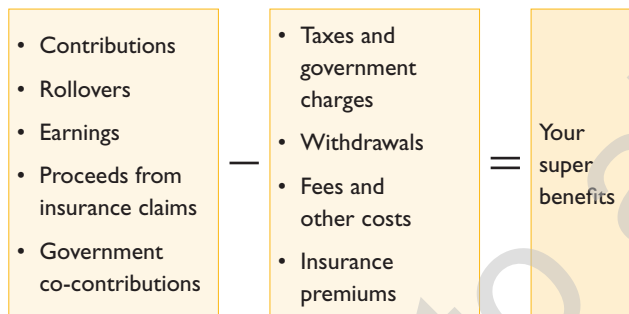 • Contributions
• Rollovers
• Earnings
• Proceeds from
insurance claims
• Government
co-contributions
—
• Taxes and
government
charges
• Withdrawals
• Fees and
other costs
• Insurance
premiums
=
Your
super
benefits